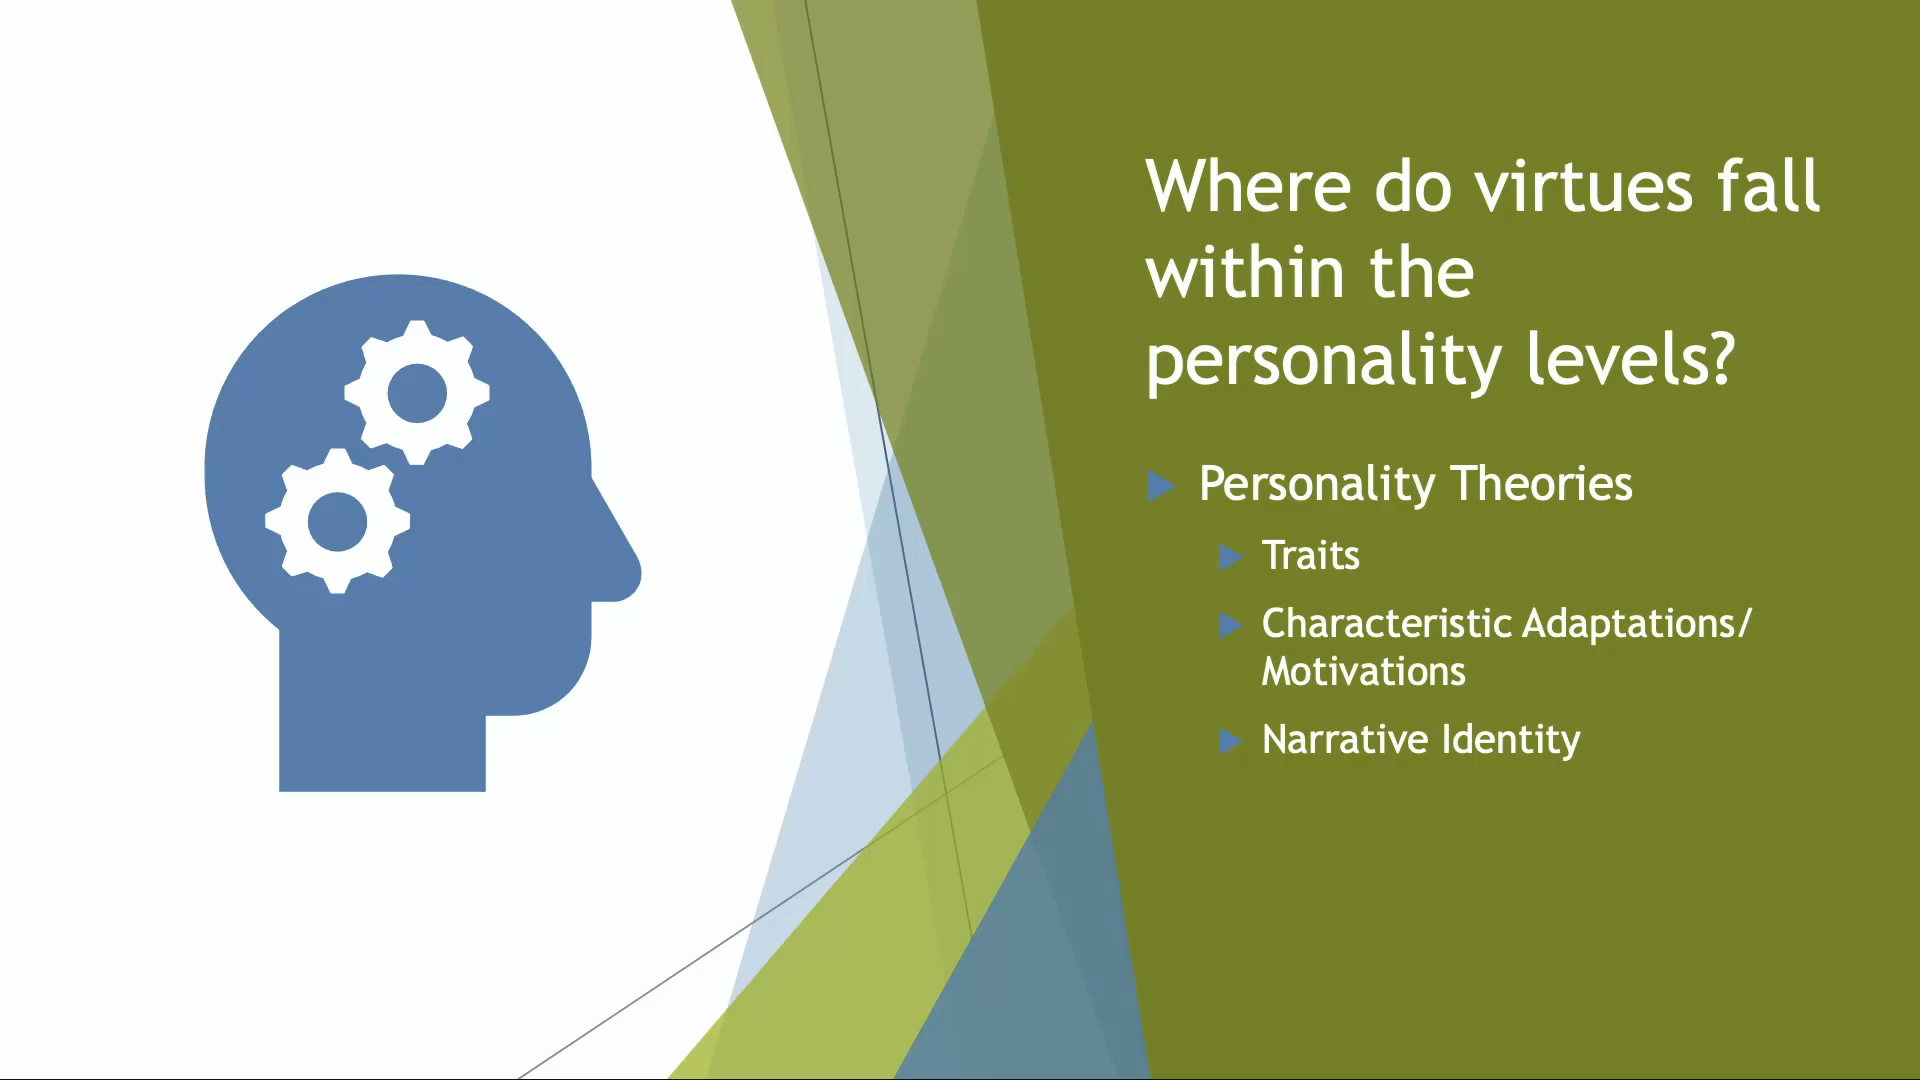 Where do virtues fall
within the
personality levels?
Personality Theories
Traits
Characteristic Adaptations/
Motivations
Narrative Identity